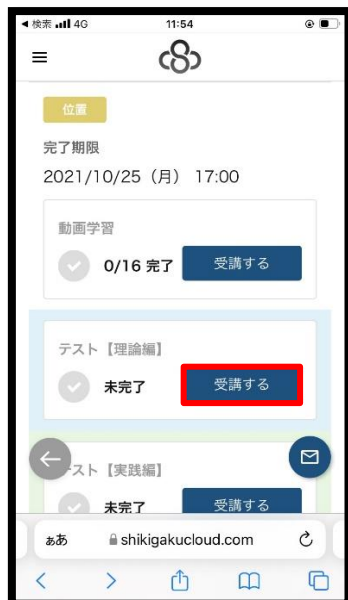 ◀ 検索 4G 11:54
位置
完了期限
2021/10/25（月） 17:00
動画学習
0/16 完了 受講する
テスト【理論編】
未完了 受講する
テスト【実践編】
未完了 受講する
ぁあ shikigakucloud.com